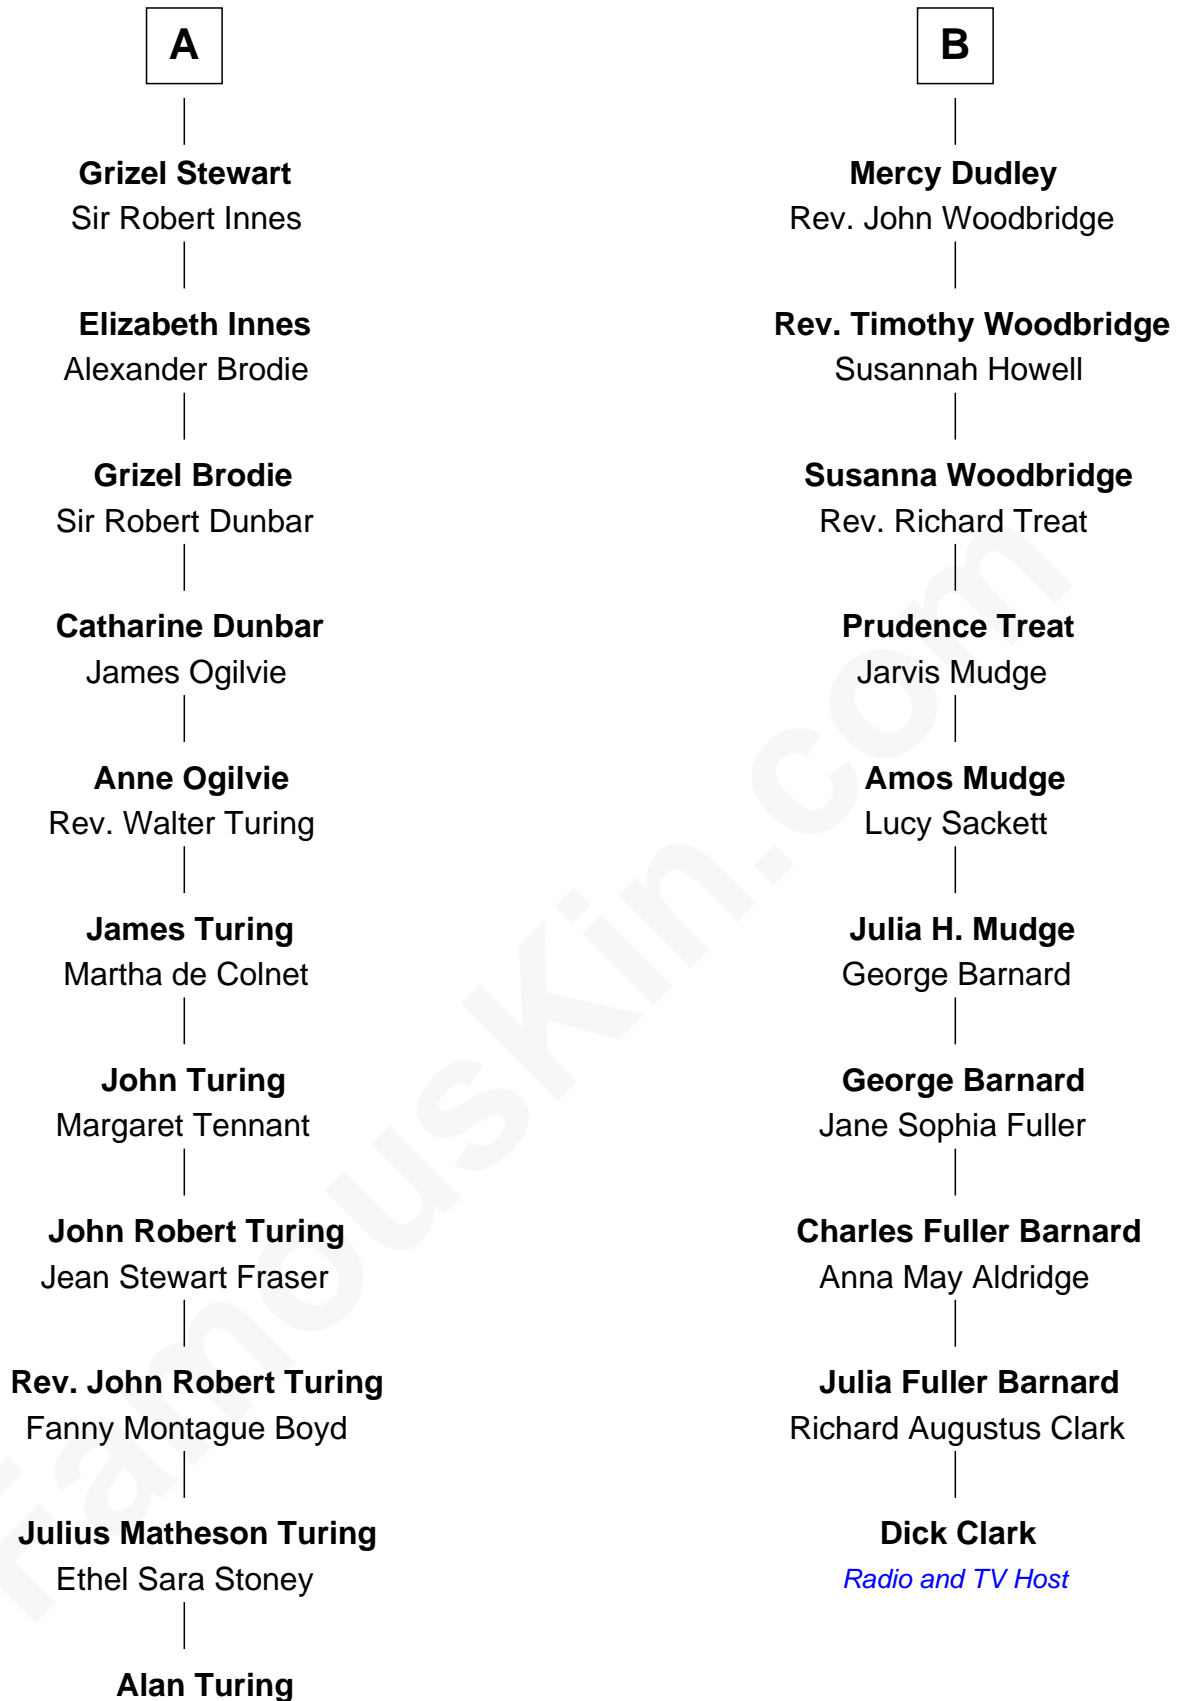 A
Grizel Stewart
Sir Robert Innes
Elizabeth Innes
Alexander Brodie
Grizel Brodie
Sir Robert Dunbar
Catharine Dunbar
James Ogilvie
Anne Ogilvie
Rev. Walter Turing
James Turing
Martha de Colnet
John Turing
Margaret Tennant
John Robert Turing
Jean Stewart Fraser
Rev. John Robert Turing
Fanny Montague Boyd
Julius Matheson Turing
Ethel Sara Stoney
Alan Turing
B
Mercy Dudley
Rev. John Woodbridge
Rev. Timothy Woodbridge
Susannah Howell
Susanna Woodbridge
Rev. Richard Treat
Prudence Treat
Jarvis Mudge
Amos Mudge
Lucy Sackett
Julia H. Mudge
George Barnard
George Barnard
Jane Sophia Fuller
Charles Fuller Barnard
Anna May Aldridge
Julia Fuller Barnard
Richard Augustus Clark
Dick Clark
Radio and TV Host
FamousKin.com